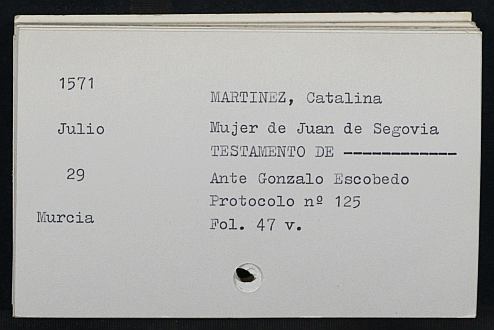 1571
MARTINEZ, Catalina
Julio
Mujer de Juan de Segovia
TESTAMENTO DE ------------
29
Ante Gonzalo Escobedo
Protocolo nº 125
Murcia
Fol. 47 v.